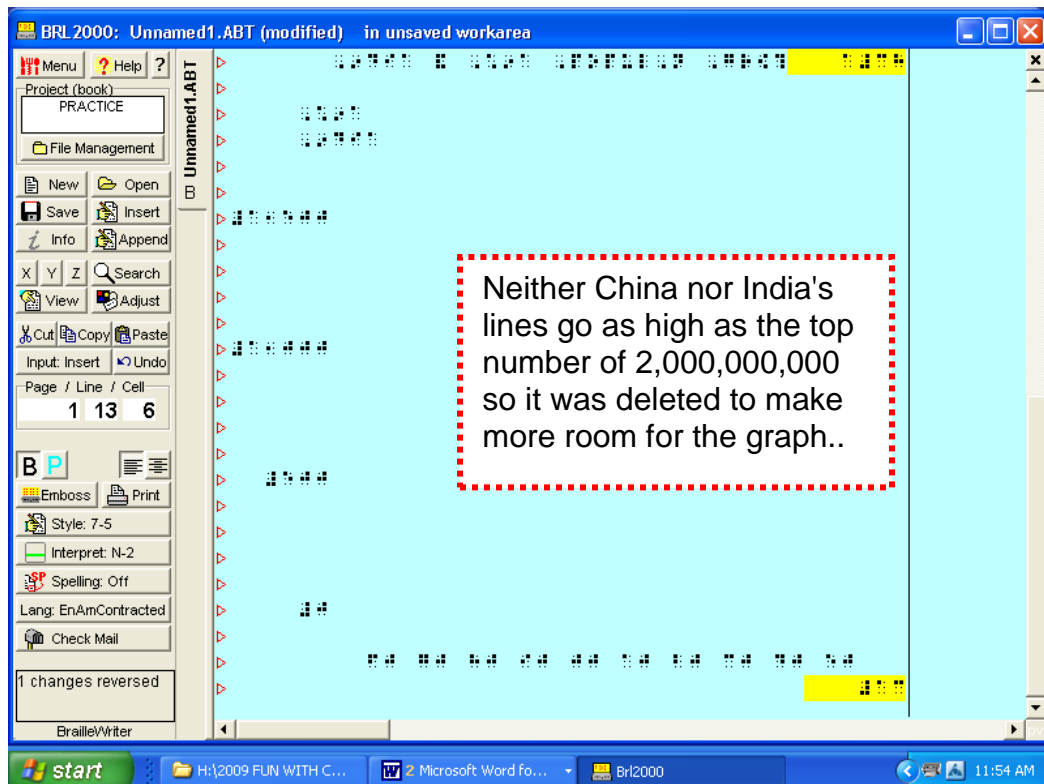 BRL2000: Unnamed1.ABT (modified) in unsaved workarea
Menu ? Help ?
Project (book)
PRACTICE
File Management
New Open
Save Insert
i Info Append
X Y Z Search
View Adjust
Cut Copy Paste
Input: Insert Undo
Page / Line / Cell
1 13 6
B P
Emboss Print
Style: 7-5
Interpret: N-2
SP Spelling: Off
Lang: EnAmContracted
Check Mail
1 changes reversed
BrailleWriter
Unnamed1.ABT
B
Neither China nor India's
lines go as high as the top
number of 2,000,000,000
so it was deleted to make
more room for the graph..
start H:\2009 FUN WITH C... 2 Microsoft Word fo... Brl2000 11:54 AM